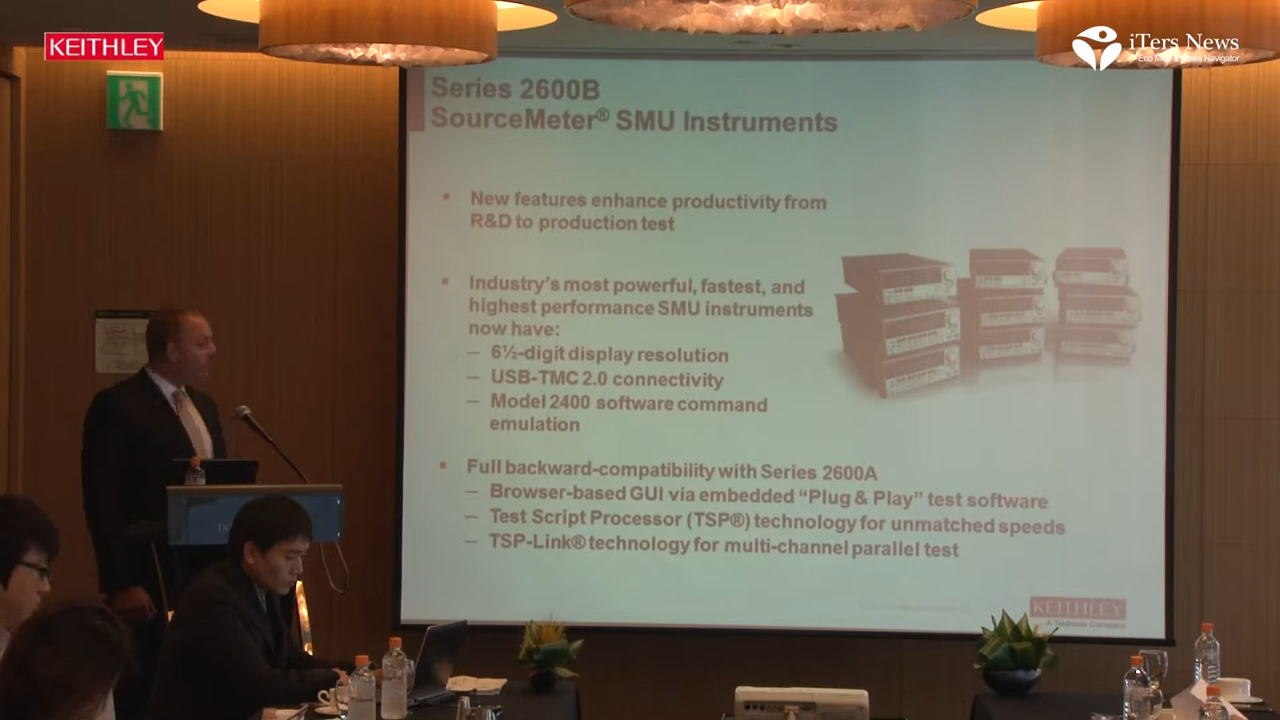 KEITHLEY
iTers News
Series 2600B
SourceMeter® SMU Instruments
▪ New features enhance productivity from
R&D to production test
▪ Industry's most powerful, fastest, and
highest performance SMU instruments
now have:
– 6½-digit display resolution
– USB-TMC 2.0 connectivity
– Model 2400 software command
emulation
▪ Full backward-compatibility with Series 2600A
– Browser-based GUI via embedded “Plug & Play” test software
– Test Script Processor (TSP®) technology for unmatched speeds
– TSP-Link® technology for multi-channel parallel test
KEITHLEY
A Tektronix Company